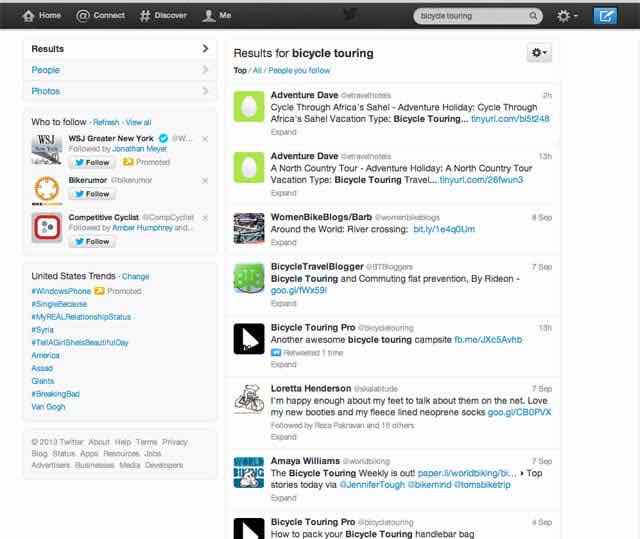 Home
Connect
# Discover
Me
bicycle touring
Results
People
Photos
Who to follow · Refresh · View all
WSJ
WSJ Greater New York @W...
Followed by Jonathan Meyer
Follow Promoted
Bikerumor @bikerumor
Follow
Competitive Cyclist @CompCyclist
Followed by Amber Humphrey and...
Follow
United States Trends · Change
#WindowsPhone Promoted
#SingleBecause
#MyREALRelationshipStatus
#Syria
#TellAGirlSheIsBeautifulDay
America
Assad
Giants
#BreakingBad
Van Gogh
© 2013 Twitter About Help Terms Privacy
Blog Status Apps Resources Jobs
Advertisers Businesses Media Developers
Results for bicycle touring
Top / All / People you follow
Adventure Dave @etravelhotels 2h
Cycle Through Africa's Sahel - Adventure Holiday: Cycle Through
Africa's Sahel Vacation Type: Bicycle Touring... tinyurl.com/bl5t248
Expand
Adventure Dave @etravelhotels 13h
A North Country Tour - Adventure Holiday: A North Country Tour
Vacation Type: Bicycle Touring Travel... tinyurl.com/26fwun3
Expand
WomenBikeBlogs/Barb @womenbikeblogs 8 Sep
Around the World: River crossing: bit.ly/1e4q0Um
Expand
BicycleTravelBlogger @BTBloggers 7 Sep
Bicycle Touring and Commuting flat prevention, By Rideon -
goo.gl/fWx59l
Expand
Bicycle Touring Pro @bicycletouring 13h
Another awesome bicycle touring campsite fb.me/JXc5Avhb
Retweeted 1 time
Expand
Loretta Henderson @skalatitude 7 Sep
I'm happy enough about my feet to talk about them on the net. Love
my new booties and my fleece lined neoprene socks goo.gl/CB0PVX
Followed by Reza Pakravan and 16 others
Expand
WORLD
BIKING
Amaya Williams @worldbiking 7 Sep
The Bicycle Touring Weekly is out! paper.li/worldbiking/bi... ▸ Top
stories today via @JenniferTough @bikemind @tomsbiketrip
Expand
Bicycle Touring Pro @bicycletouring 4 Sep
How to pack your Bicycle Touring handlebar bag